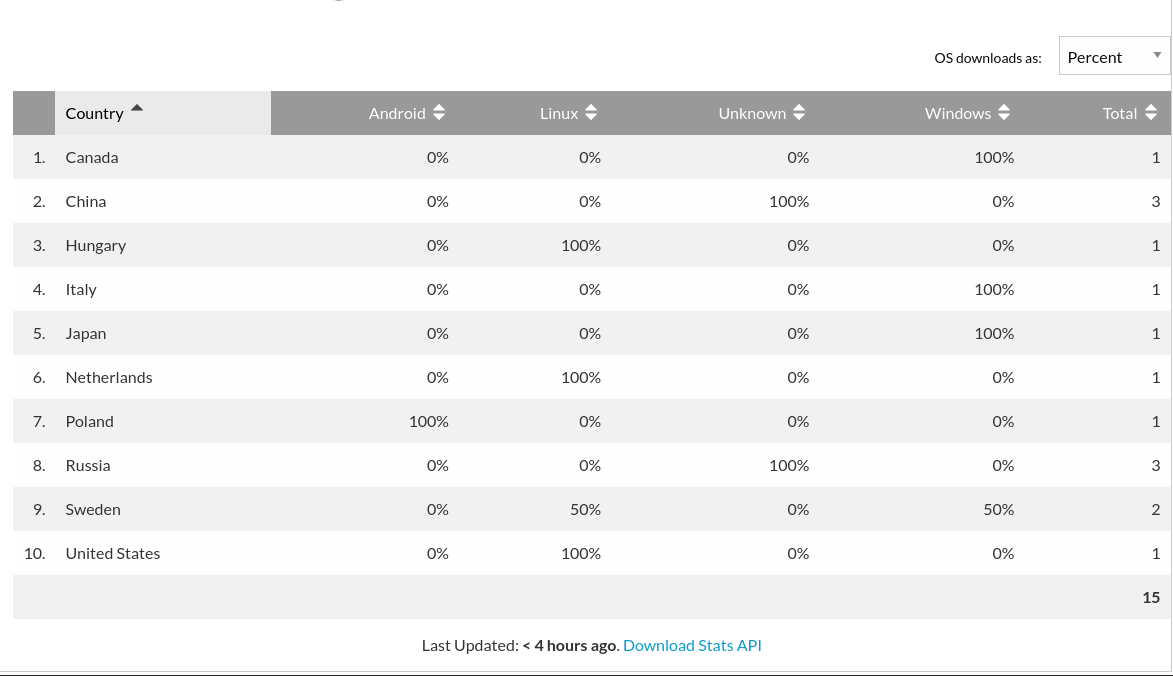 OS downloads as: Percent
Country Android Linux Unknown Windows Total
1. Canada 0% 0% 0% 100% 1
2. China 0% 0% 100% 0% 3
3. Hungary 0% 100% 0% 0% 1
4. Italy 0% 0% 0% 100% 1
5. Japan 0% 0% 0% 100% 1
6. Netherlands 0% 100% 0% 0% 1
7. Poland 100% 0% 0% 0% 1
8. Russia 0% 0% 100% 0% 3
9. Sweden 0% 50% 0% 50% 2
10. United States 0% 100% 0% 0% 1
15
Last Updated: < 4 hours ago. Download Stats API